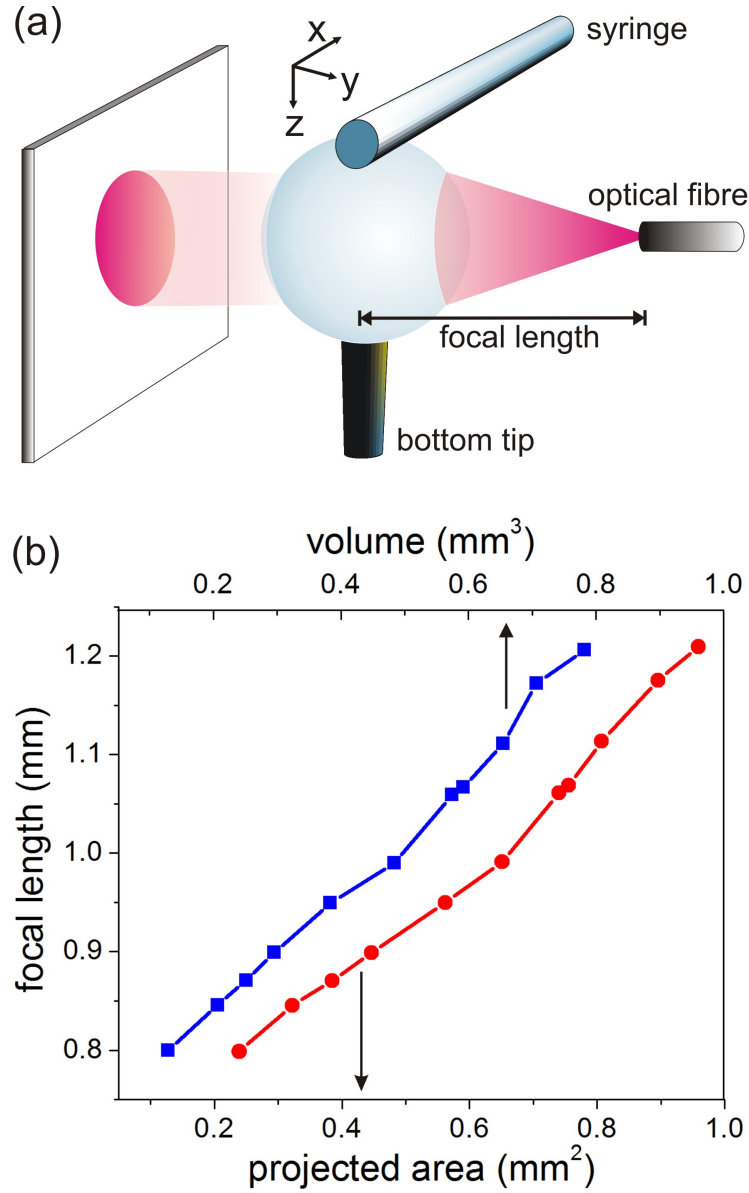 (a)
syringe
x
y
z
optical fibre
focal length
bottom tip
(b)
volume (mm³)
0.2 0.4 0.6 0.8 1.0
focal length (mm)
1.2
1.1
1.0
0.9
0.8
0.2 0.4 0.6 0.8 1.0
projected area (mm²)